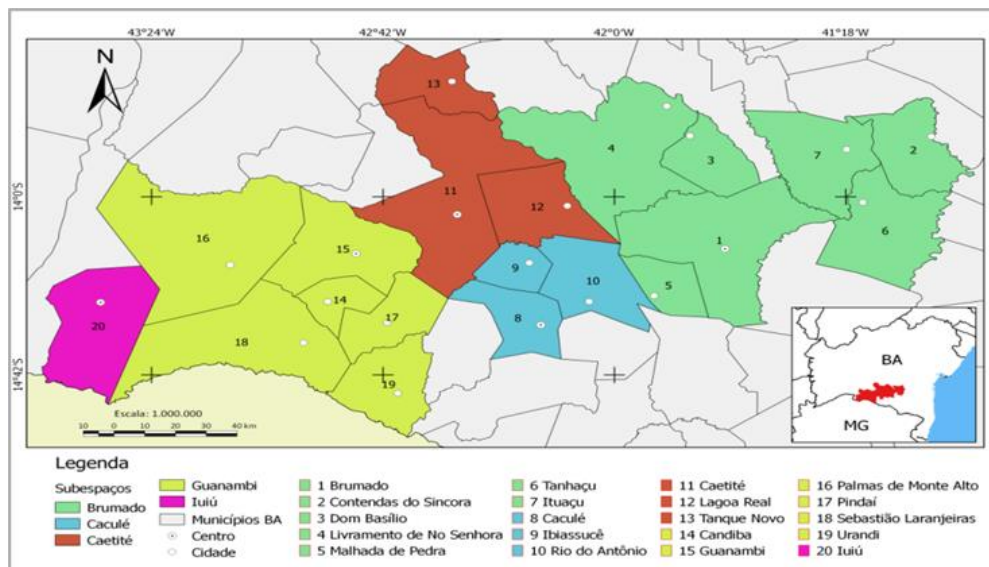 43°24'W 42°42'W 42°0'W 41°18'W
N
14°0'S
14°42'S
13
4
3
7
2
11
12
16
15
1
6
9
10
5
14
17
8
20
18
19
Escala: 1.000.000
10 0 10 20 30 40 km
BA
MG
Legenda
Subespaços
Brumado
Caculé
Caetité
Guanambi
Iuiú
Municípios BA
Centro
Cidade
1 Brumado
2 Contendas do Sincora
3 Dom Basílio
4 Livramento de No Senhora
5 Malhada de Pedra
6 Tanhaçu
7 Ituaçu
8 Caculé
9 Ibiassucê
10 Rio do Antônio
11 Caetité
12 Lagoa Real
13 Tanque Novo
14 Candiba
15 Guanambi
16 Palmas de Monte Alto
17 Pindaí
18 Sebastião Laranjeiras
19 Urandi
20 Iuiú